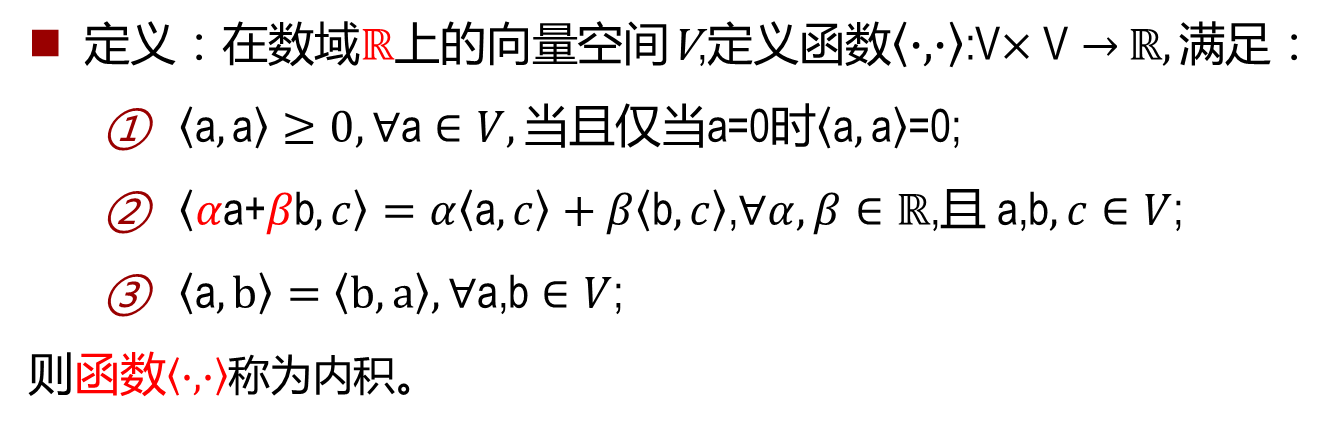 ■ 定义：在数域ℝ上的向量空间V,定义函数⟨·,·⟩:V× V → ℝ,满足：
① ⟨a, a⟩ ≥ 0, ∀a ∈ V, 当且仅当a=0时⟨a, a⟩=0;
② ⟨αa+βb, c⟩ = α⟨a, c⟩ + β⟨b, c⟩,∀α, β ∈ ℝ,且 a,b, c ∈ V;
③ ⟨a, b⟩ = ⟨b, a⟩, ∀a,b ∈ V;
则函数⟨·,·⟩称为内积。